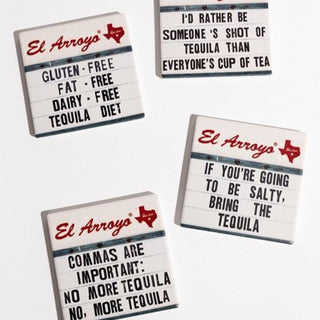 El Arroyo®
GLUTEN-FREE
FAT-FREE
DAIRY-FREE
TEQUILA DIET
I'D RATHER BE
SOMEONE'S SHOT OF
TEQUILA THAN
EVERYONE'S CUP OF TEA
El Arroyo®
IF YOU'RE GOING
TO BE SALTY,
BRING THE
TEQUILA
El Arroyo®
COMMAS ARE
IMPORTANT:
NO MORE TEQUILA
NO, MORE TEQUILA